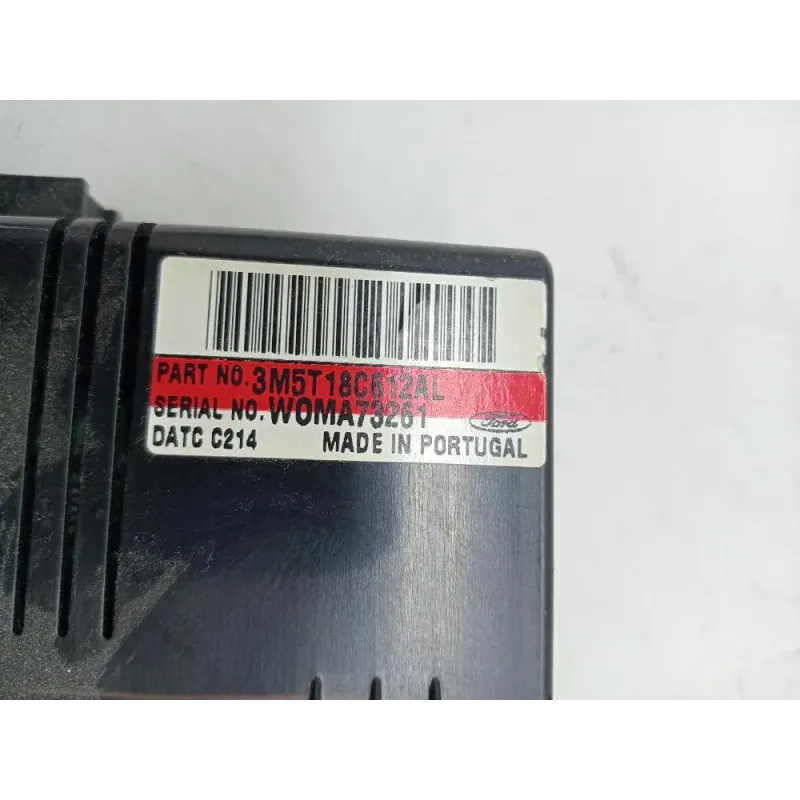 PART NO. 3M5T18C612AL
SERIAL NO. WOMA73261
Ford
DATC C214 MADE IN PORTUGAL